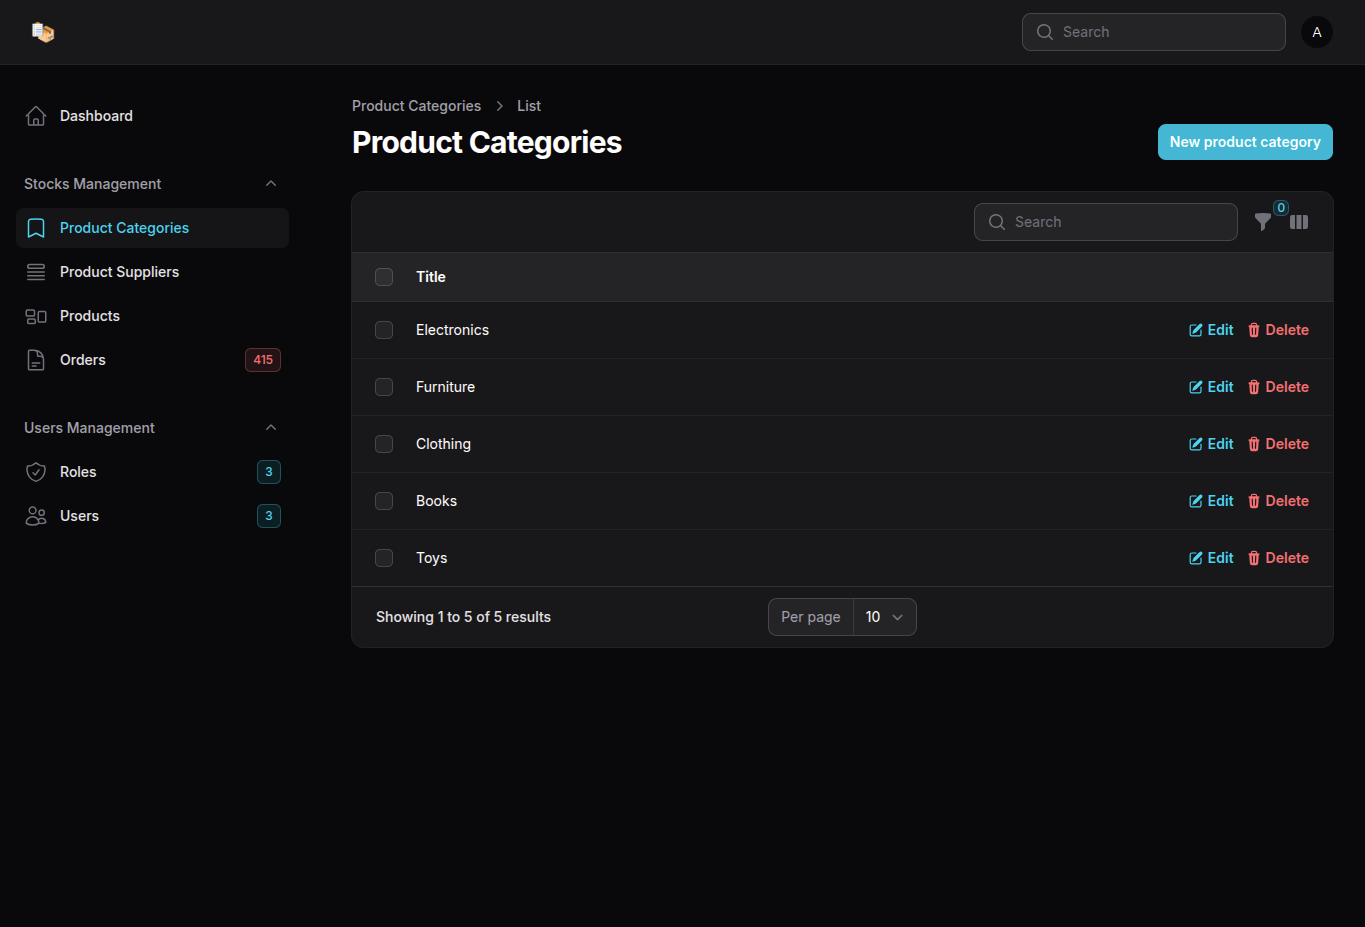 Search
A
Dashboard
Stocks Management
Product Categories
Product Suppliers
Products
Orders 415
Users Management
Roles 3
Users 3
Product Categories > List
Product Categories
New product category
Search
0
Title
Electronics Edit Delete
Furniture Edit Delete
Clothing Edit Delete
Books Edit Delete
Toys Edit Delete
Showing 1 to 5 of 5 results
Per page 10